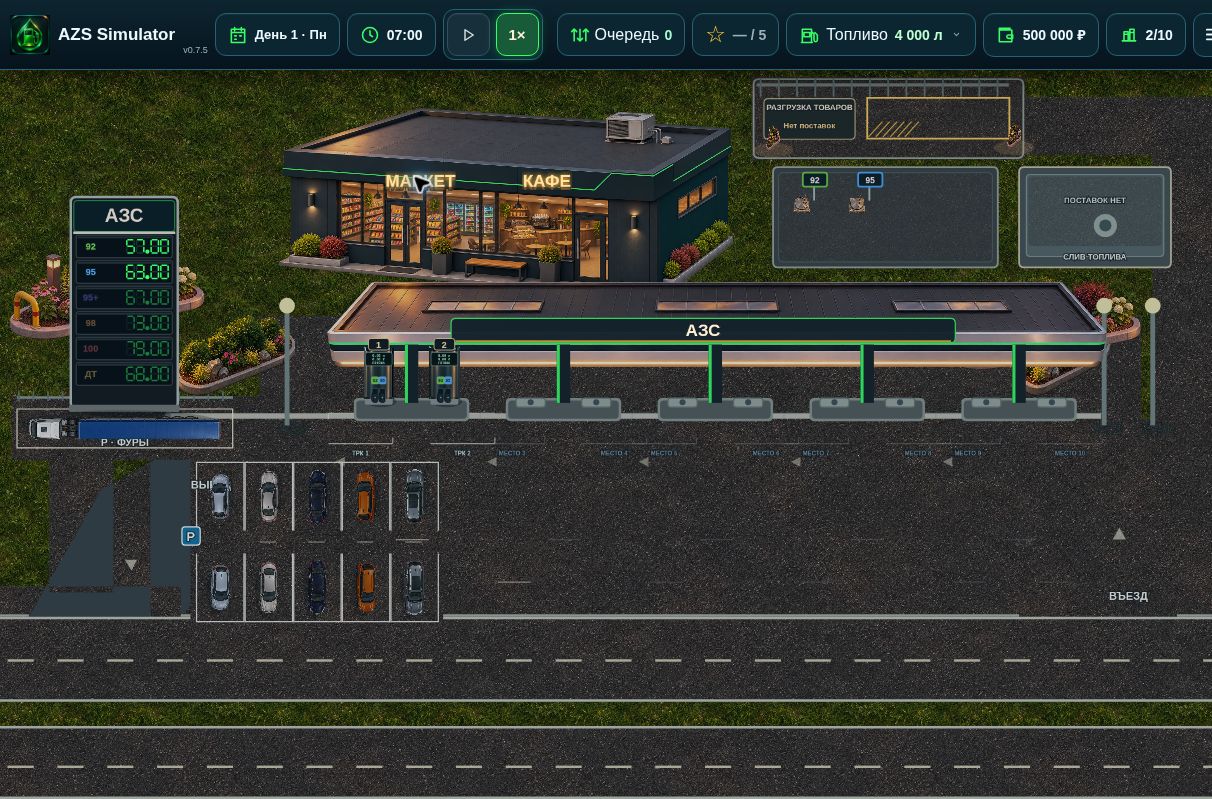 AZS Simulator
v0.7.5
День 1 · Пн
07:00
1×
Очередь 0
— / 5
Топливо 4 000 л
500 000 ₽
2/10
РАЗГРУЗКА ТОВАРОВ
Нет поставок
МАРКЕТ
КАФЕ
92
95
ПОСТАВОК НЕТ
СЛИВ ТОПЛИВА
АЗС
92 57.00
95 63.00
95+ 67.00
98 73.00
100 79.00
ДТ 68.00
АЗС
1
2
Р · ФУРЫ
ТРК 1
ТРК 2
МЕСТО 3
МЕСТО 4
МЕСТО 5
МЕСТО 6
МЕСТО 7
МЕСТО 8
МЕСТО 9
МЕСТО 10
P
ВЪЕЗД